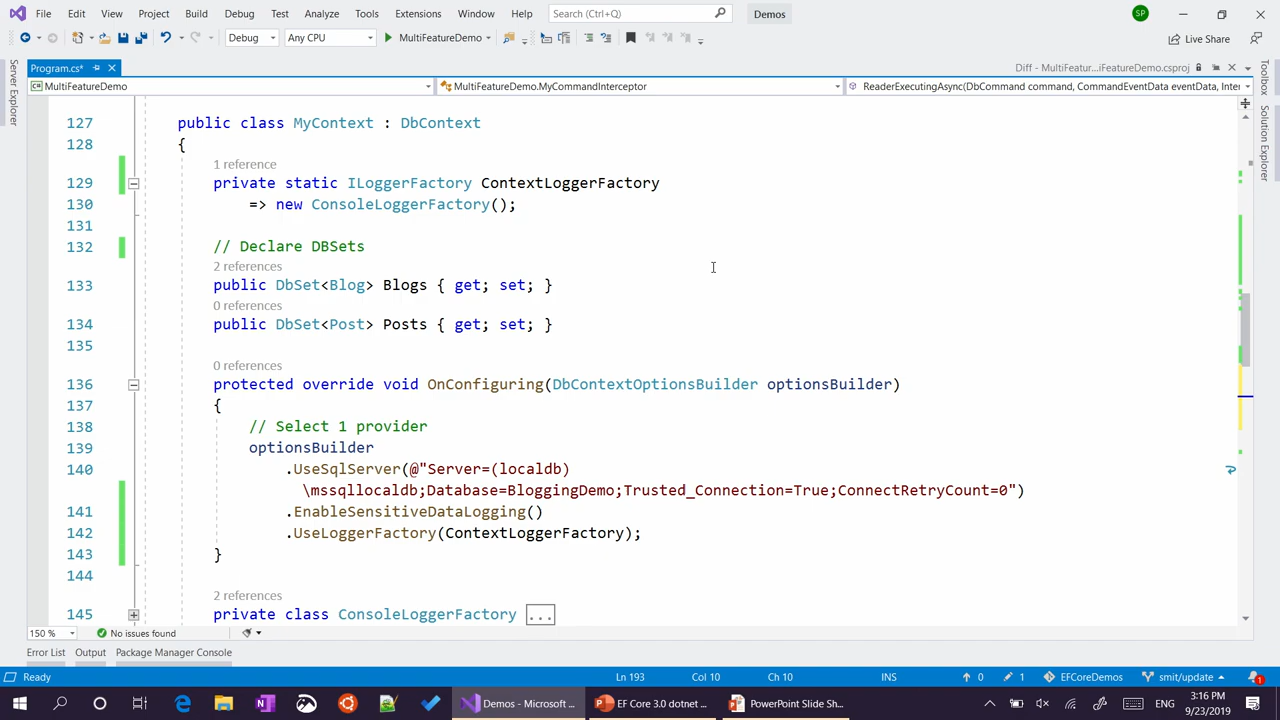 File Edit View Project Build Debug Test Analyze Tools Extensions Window Help Search (Ctrl+Q) Demos SP
Debug Any CPU MultiFeatureDemo Live Share
Program.cs* Diff - MultiFeatur...iFeatureDemo.csproj
MultiFeatureDemo MultiFeatureDemo.MyCommandInterceptor ReaderExecutingAsync(DbCommand command, CommandEventData eventData, Inter
Server Explorer
Toolbox
Solution Explorer
127 public class MyContext : DbContext
128 {
1 reference
129 private static ILoggerFactory ContextLoggerFactory
130 => new ConsoleLoggerFactory();
131
132 // Declare DBSets
2 references
133 public DbSet<Blog> Blogs { get; set; }
0 references
134 public DbSet<Post> Posts { get; set; }
135
0 references
136 protected override void OnConfiguring(DbContextOptionsBuilder optionsBuilder)
137 {
138 // Select 1 provider
139 optionsBuilder
140 .UseSqlServer(@"Server=(localdb)
\mssqllocaldb;Database=BloggingDemo;Trusted_Connection=True;ConnectRetryCount=0")
141 .EnableSensitiveDataLogging()
142 .UseLoggerFactory(ContextLoggerFactory);
143 }
144
2 references
145 private class ConsoleLoggerFactory ...
150 % No issues found
Error List Output Package Manager Console
Ready Ln 193 Col 10 Ch 10 INS 0 1 EFCoreDemos smit/update 1
Demos - Microsoft ... EF Core 3.0 dotnet ... PowerPoint Slide Sh... ENG 3:16 PM
9/23/2019